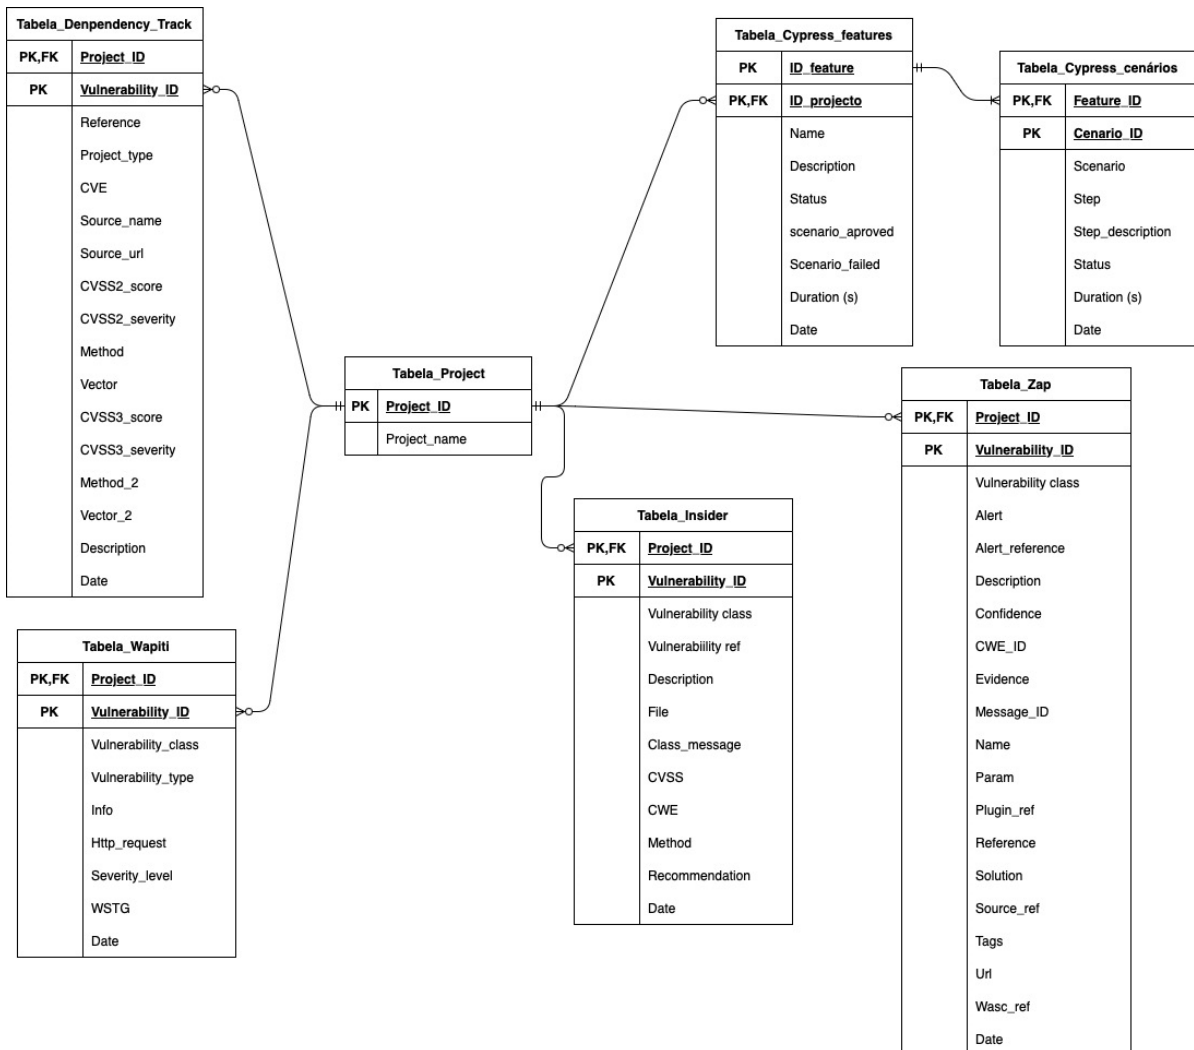 Tabela_Denpendency_Track
PK,FK Project_ID
PK Vulnerability_ID
Reference
Project_type
CVE
Source_name
Source_url
CVSS2_score
CVSS2_severity
Method
Vector
CVSS3_score
CVSS3_severity
Method_2
Vector_2
Description
Date
Tabela_Wapiti
PK,FK Project_ID
PK Vulnerability_ID
Vulnerability_class
Vulnerability_type
Info
Http_request
Severity_level
WSTG
Date
Tabela_Project
PK Project_ID
Project_name
Tabela_Insider
PK,FK Project_ID
PK Vulnerability_ID
Vulnerability class
Vulnerabiility ref
Description
File
Class_message
CVSS
CWE
Method
Recommendation
Date
Tabela_Cypress_features
PK ID_feature
PK,FK ID_projecto
Name
Description
Status
scenario_aproved
Scenario_failed
Duration (s)
Date
Tabela_Cypress_cenários
PK,FK Feature_ID
PK Cenario_ID
Scenario
Step
Step_description
Status
Duration (s)
Date
Tabela_Zap
PK,FK Project_ID
PK Vulnerability_ID
Vulnerability class
Alert
Alert_reference
Description
Confidence
CWE_ID
Evidence
Message_ID
Name
Param
Plugin_ref
Reference
Solution
Source_ref
Tags
Url
Wasc_ref
Date